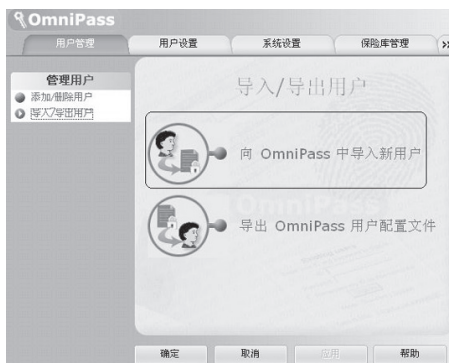 OmniPass
用户管理 用户设置 系统设置 保险库管理
管理用户
添加/删除用户
导入/导出用户
导入/导出用户
向 OmniPass 中导入新用户
导出 OmniPass 用户配置文件
OmniPass
确定 取消 应用 帮助